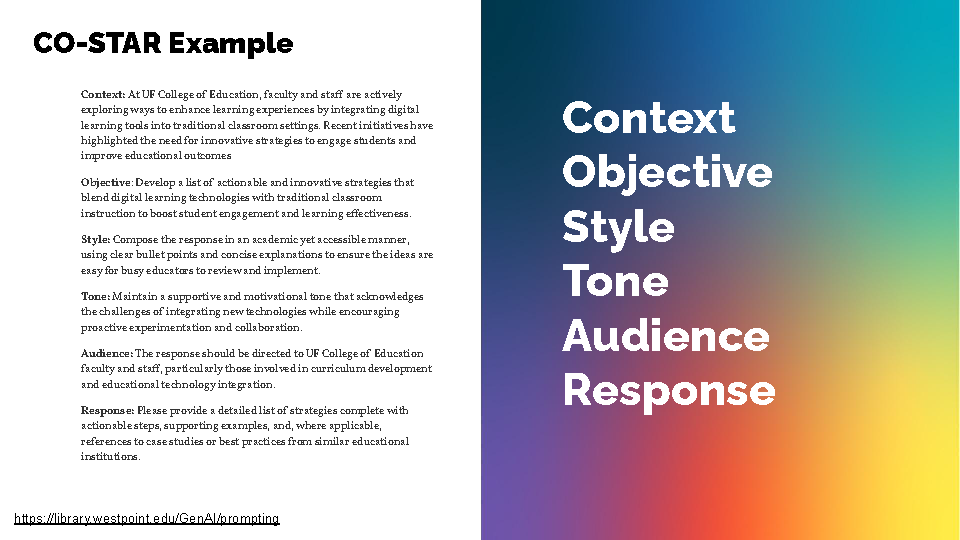 CO-STAR Example
Context: At UF College of Education, faculty and staff are actively
exploring ways to enhance learning experiences by integrating digital
learning tools into traditional classroom settings. Recent initiatives have
highlighted the need for innovative strategies to engage students and
improve educational outcomes
Objective: Develop a list of actionable and innovative strategies that
blend digital learning technologies with traditional classroom
instruction to boost student engagement and learning effectiveness.
Style: Compose the response in an academic yet accessible manner,
using clear bullet points and concise explanations to ensure the ideas are
easy for busy educators to review and implement.
Tone: Maintain a supportive and motivational tone that acknowledges
the challenges of integrating new technologies while encouraging
proactive experimentation and collaboration.
Audience: The response should be directed to UF College of Education
faculty and staff, particularly those involved in curriculum development
and educational technology integration.
Response: Please provide a detailed list of strategies complete with
actionable steps, supporting examples, and, where applicable,
references to case studies or best practices from similar educational
institutions.
https://library.westpoint.edu/GenAI/prompting
Context
Objective
Style
Tone
Audience
Response